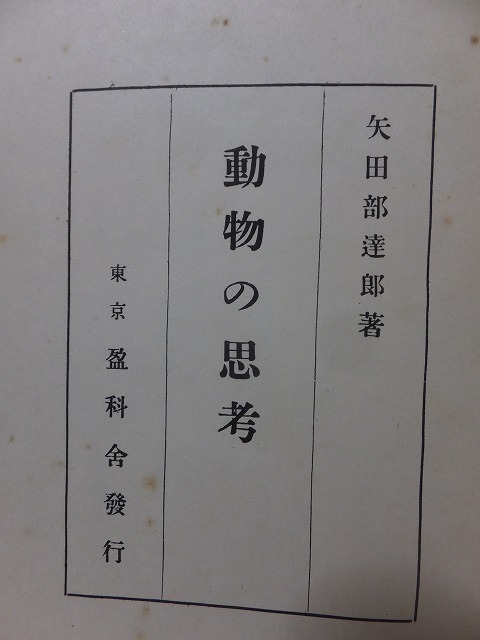 矢田部達郎著
動物の思考
東京 盈科舍發行